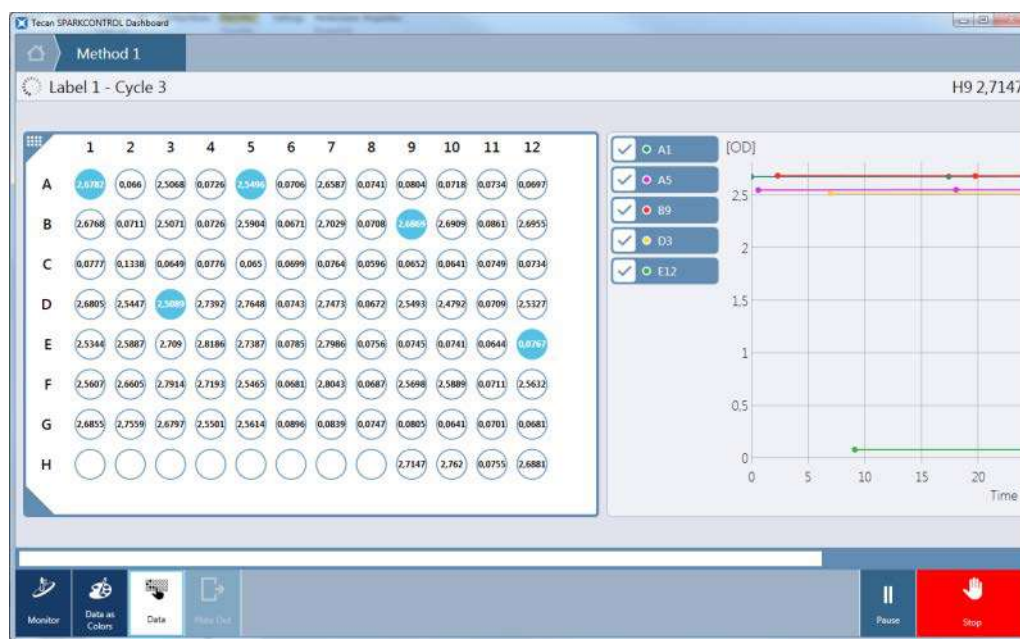 Tecan SPARKCONTROL Dashboard
Method 1
Label 1 - Cycle 3
H9 2,7147
1 2 3 4 5 6 7 8 9 10 11 12
A 2,6782 0,066 2,5068 0,0726 2,5496 0,0706 2,6587 0,0741 0,0804 0,0718 0,0734 0,0697
B 2,6768 0,0711 2,5071 0,0726 2,5904 0,0671 2,7029 0,0708 2,6869 2,6909 0,0861 2,6955
C 0,0777 0,1338 0,0649 0,0776 0,065 0,0699 0,0764 0,0596 0,0652 0,0641 0,0749 0,0734
D 2,6805 2,5447 2,5089 2,7392 2,7648 0,0743 2,7473 0,0672 2,5493 2,4792 0,0709 2,5327
E 2,5344 2,5887 2,709 2,8186 2,7387 0,0785 2,7986 0,0756 0,0745 0,0741 0,0644 0,0767
F 2,5607 2,6605 2,7914 2,7193 2,5465 0,0681 2,8043 0,0687 2,5698 2,5889 0,0711 2,5632
G 2,6855 2,7559 2,6797 2,5501 2,5614 0,0896 0,0839 0,0747 0,0805 0,0641 0,0701 0,0681
H 2,7147 2,762 0,0755 2,6881
A1
A5
B9
D3
E12
[OD]
2.5
2
1.5
1
0.5
0
0 5 10 15 20
Time
Monitor
Data as
Colors
Data
Plate Out
Pause
Stop